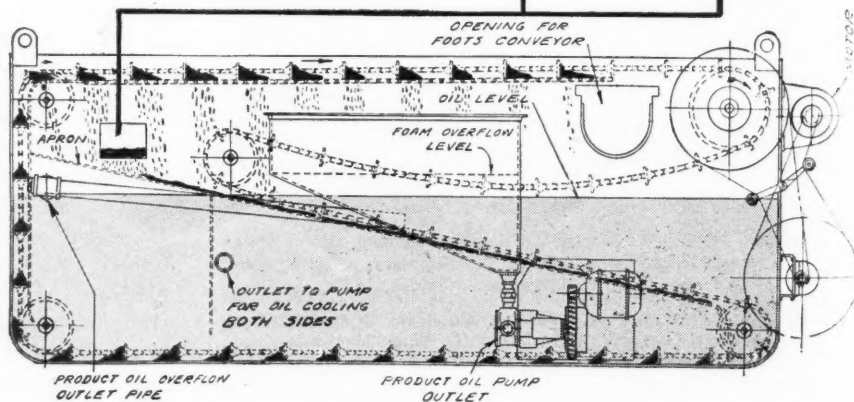 OPENING FOR
FOOTS CONVEYOR
MOTOR
OIL LEVEL
APRON
FOAM OVERFLOW
LEVEL
OUTLET TO PUMP
FOR OIL COOLING
BOTH SIDES
PRODUCT OIL OVERFLOW
OUTLET PIPE
PRODUCT OIL PUMP
OUTLET